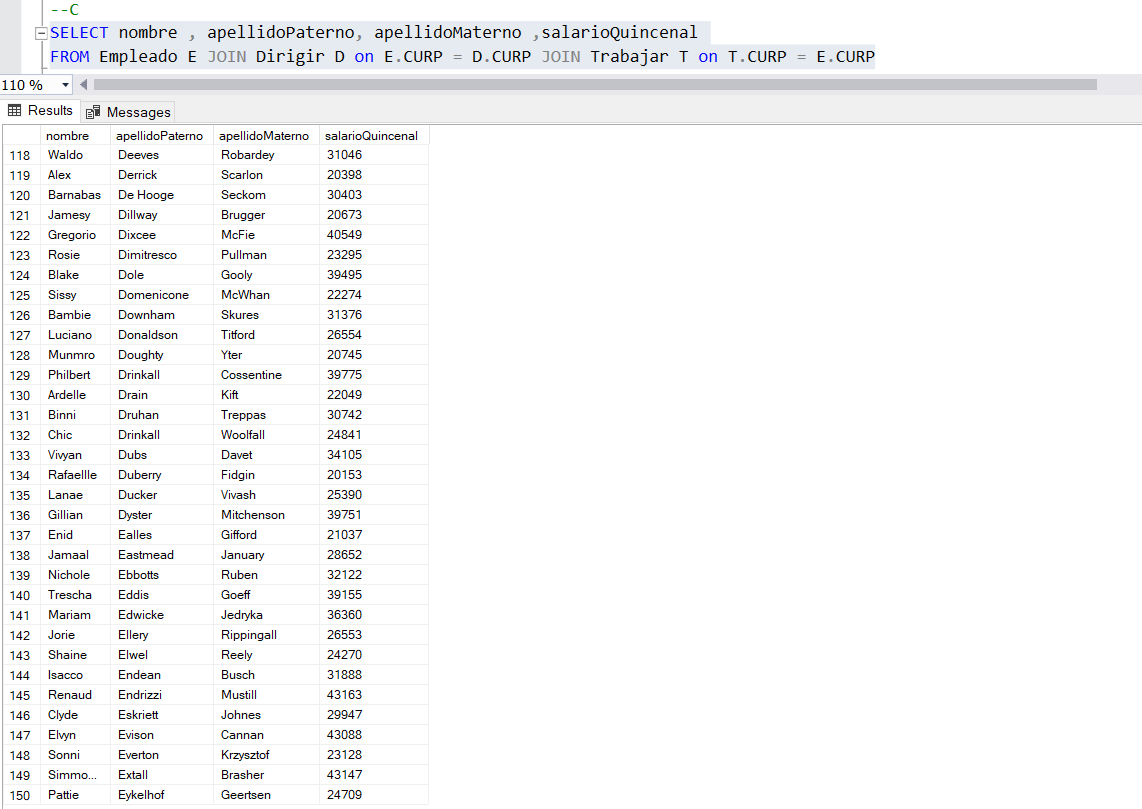 --C
SELECT nombre , apellidoPaterno, apellidoMaterno ,salarioQuincenal
FROM Empleado E JOIN Dirigir D on E.CURP = D.CURP JOIN Trabajar T on T.CURP = E.CURP
110 %
Results Messages
nombre apellidoPaterno apellidoMaterno salarioQuincenal
118 Waldo Deeves Robardey 31046
119 Alex Derrick Scarlon 20398
120 Barnabas De Hooge Seckom 30403
121 Jamesy Dillway Brugger 20673
122 Gregorio Dixcee McFie 40549
123 Rosie Dimitresco Pullman 23295
124 Blake Dole Gooly 39495
125 Sissy Domenicone McWhan 22274
126 Bambie Downham Skures 31376
127 Luciano Donaldson Titford 26554
128 Munmro Doughty Yter 20745
129 Philbert Drinkall Cossentine 39775
130 Ardelle Drain Kift 22049
131 Binni Druhan Treppas 30742
132 Chic Drinkall Woolfall 24841
133 Vivyan Dubs Davet 34105
134 Rafaellle Duberry Fidgin 20153
135 Lanae Ducker Vivash 25390
136 Gillian Dyster Mitchenson 39751
137 Enid Ealles Gifford 21037
138 Jamaal Eastmead January 28652
139 Nichole Ebbotts Ruben 32122
140 Trescha Eddis Goeff 39155
141 Mariam Edwicke Jedryka 36360
142 Jorie Ellery Rippingall 26553
143 Shaine Elwel Reely 24270
144 Isacco Endean Busch 31888
145 Renaud Endrizzi Mustill 43163
146 Clyde Eskriett Johnes 29947
147 Elvyn Evison Cannan 43088
148 Sonni Everton Krzysztof 23128
149 Simmo... Extall Brasher 43147
150 Pattie Eykelhof Geertsen 24709